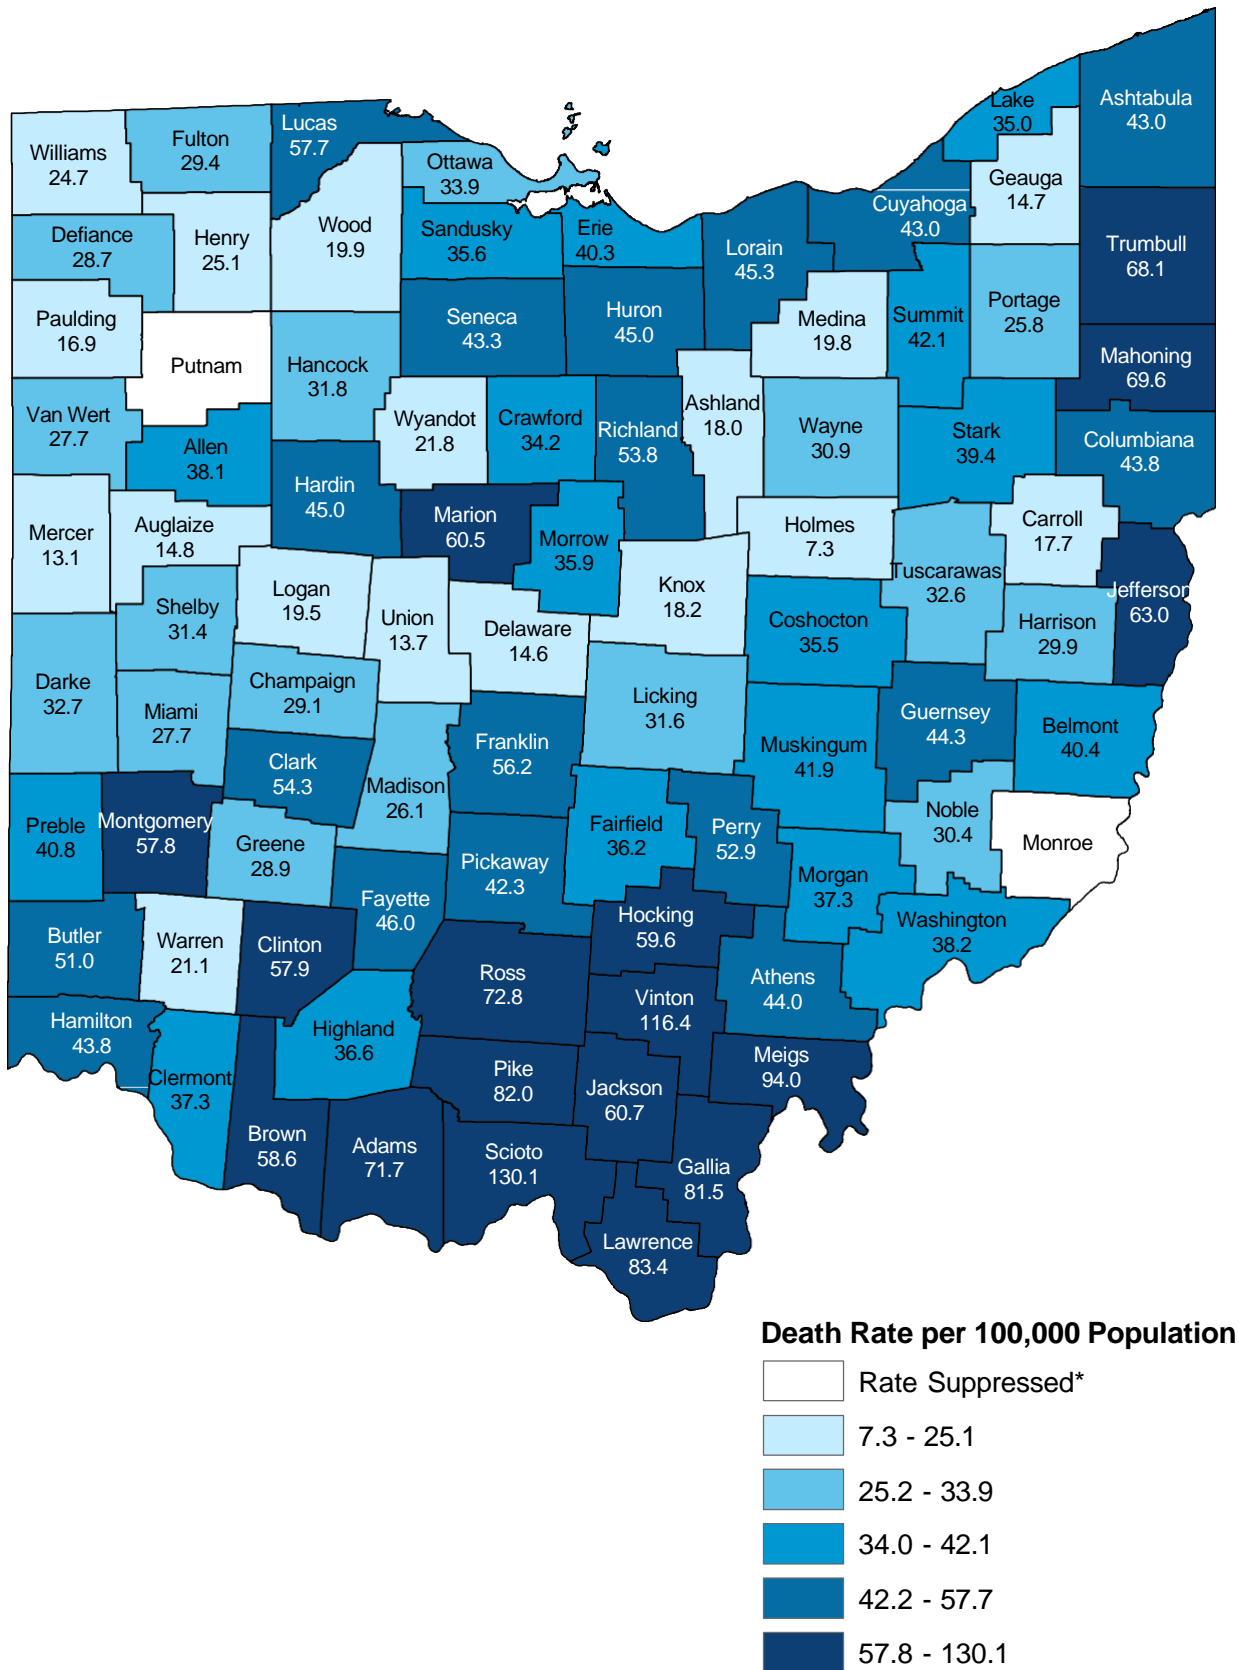 Lake
35.0
Ashtabula
43.0
Williams
24.7
Fulton
29.4
Lucas
57.7
Ottawa
33.9
Geauga
14.7
Cuyahoga
43.0
Defiance
28.7
Henry
25.1
Wood
19.9
Sandusky
35.6
Erie
40.3
Lorain
45.3
Trumbull
68.1
Paulding
16.9
Putnam
Hancock
31.8
Seneca
43.3
Huron
45.0
Medina
19.8
Summit
42.1
Portage
25.8
Mahoning
69.6
Van Wert
27.7
Allen
38.1
Wyandot
21.8
Crawford
34.2
Richland
53.8
Ashland
18.0
Wayne
30.9
Stark
39.4
Columbiana
43.8
Mercer
13.1
Auglaize
14.8
Hardin
45.0
Marion
60.5
Morrow
35.9
Holmes
7.3
Carroll
17.7
Tuscarawas
32.6
Jefferson
63.0
Shelby
31.4
Logan
19.5
Union
13.7
Delaware
14.6
Knox
18.2
Coshocton
35.5
Harrison
29.9
Darke
32.7
Miami
27.7
Champaign
29.1
Licking
31.6
Guernsey
44.3
Belmont
40.4
Clark
54.3
Madison
26.1
Franklin
56.2
Muskingum
41.9
Noble
30.4
Monroe
Preble
40.8
Montgomery
57.8
Greene
28.9
Pickaway
42.3
Fairfield
36.2
Perry
52.9
Morgan
37.3
Fayette
46.0
Washington
38.2
Butler
51.0
Warren
21.1
Clinton
57.9
Ross
72.8
Hocking
59.6
Athens
44.0
Hamilton
43.8
Highland
36.6
Vinton
116.4
Meigs
94.0
Clermont
37.3
Pike
82.0
Jackson
60.7
Brown
58.6
Adams
71.7
Scioto
130.1
Gallia
81.5
Lawrence
83.4
Death Rate per 100,000 Population
Rate Suppressed*
7.3 - 25.1
25.2 - 33.9
34.0 - 42.1
42.2 - 57.7
57.8 - 130.1